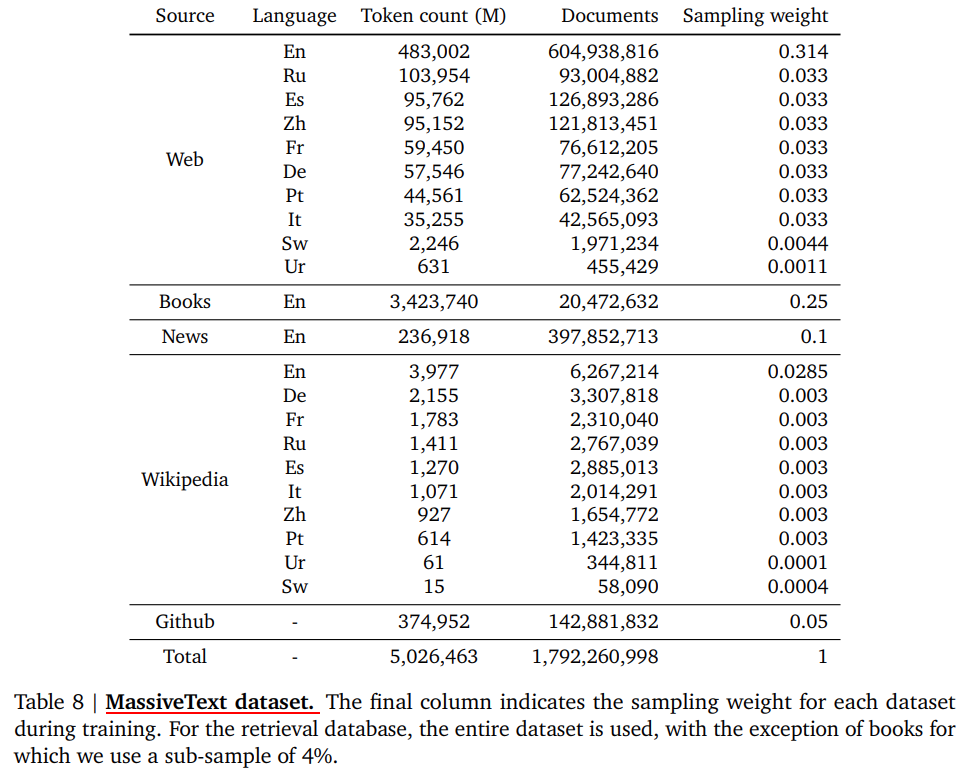 Source Language Token count (M) Documents Sampling weight
En 483,002 604,938,816 0.314
Ru 103,954 93,004,882 0.033
Es 95,762 126,893,286 0.033
Zh 95,152 121,813,451 0.033
Fr 59,450 76,612,205 0.033
Web
De 57,546 77,242,640 0.033
Pt 44,561 62,524,362 0.033
It 35,255 42,565,093 0.033
Sw 2,246 1,971,234 0.0044
Ur 631 455,429 0.0011
Books En 3,423,740 20,472,632 0.25
News En 236,918 397,852,713 0.1
En 3,977 6,267,214 0.0285
De 2,155 3,307,818 0.003
Fr 1,783 2,310,040 0.003
Ru 1,411 2,767,039 0.003
Es 1,270 2,885,013 0.003
Wikipedia
It 1,071 2,014,291 0.003
Zh 927 1,654,772 0.003
Pt 614 1,423,335 0.003
Ur 61 344,811 0.0001
Sw 15 58,090 0.0004
Github - 374,952 142,881,832 0.05
Total - 5,026,463 1,792,260,998 1
Table 8 | MassiveText dataset. The final column indicates the sampling weight for each dataset
during training. For the retrieval database, the entire dataset is used, with the exception of books for
which we use a sub-sample of 4%.